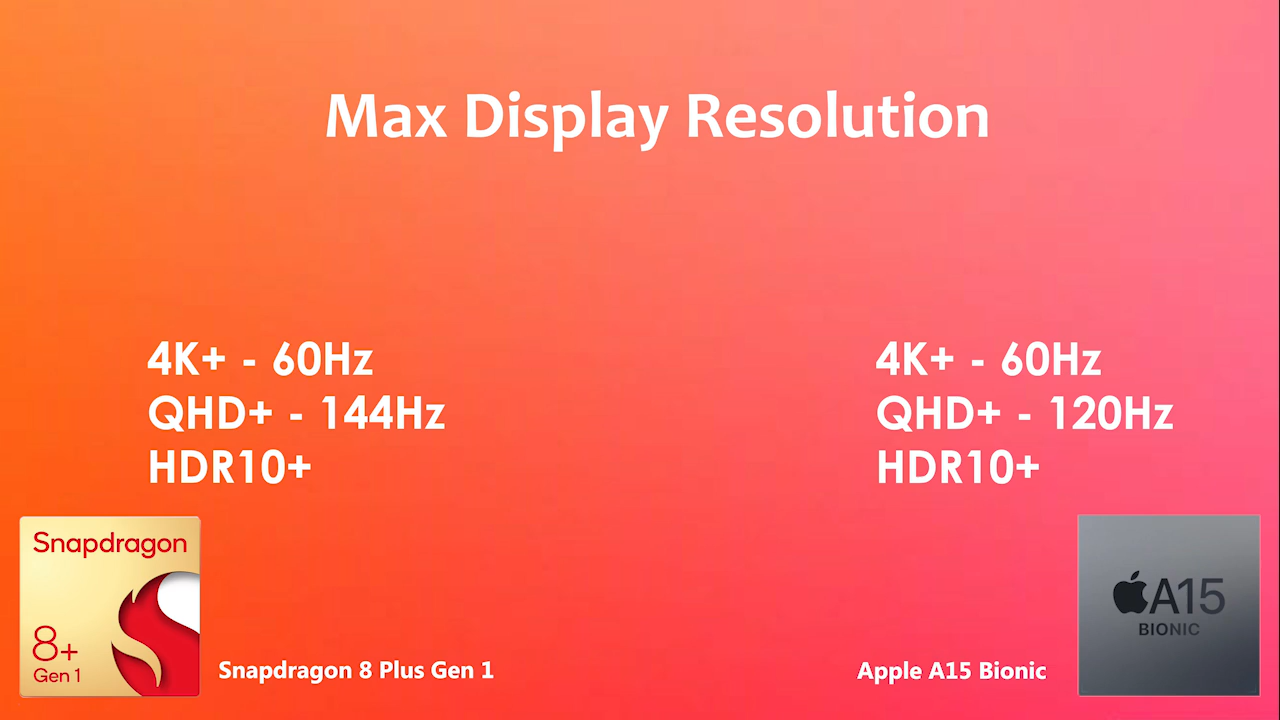 Max Display Resolution
4K+ - 60Hz
QHD+ - 144Hz
HDR10+
4K+ - 60Hz
QHD+ - 120Hz
HDR10+
Snapdragon
8+
Gen 1
Snapdragon 8 Plus Gen 1
Apple A15 Bionic
A15
BIONIC